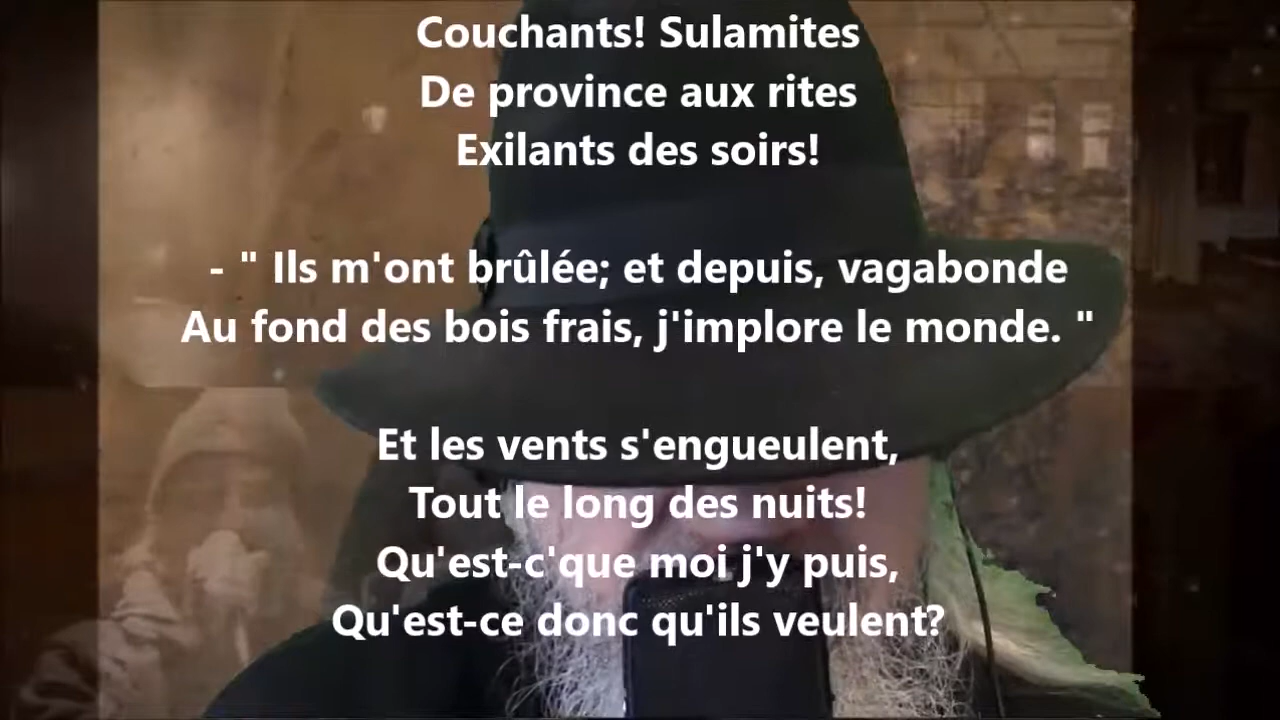 Couchants! Sulamites
De province aux rites
Exilants des soirs!
- " Ils m'ont brûlée; et depuis, vagabonde
Au fond des bois frais, j'implore le monde. "
Et les vents s'engueulent,
Tout le long des nuits!
Qu'est-c'que moi j'y puis,
Qu'est-ce donc qu'ils veulent?